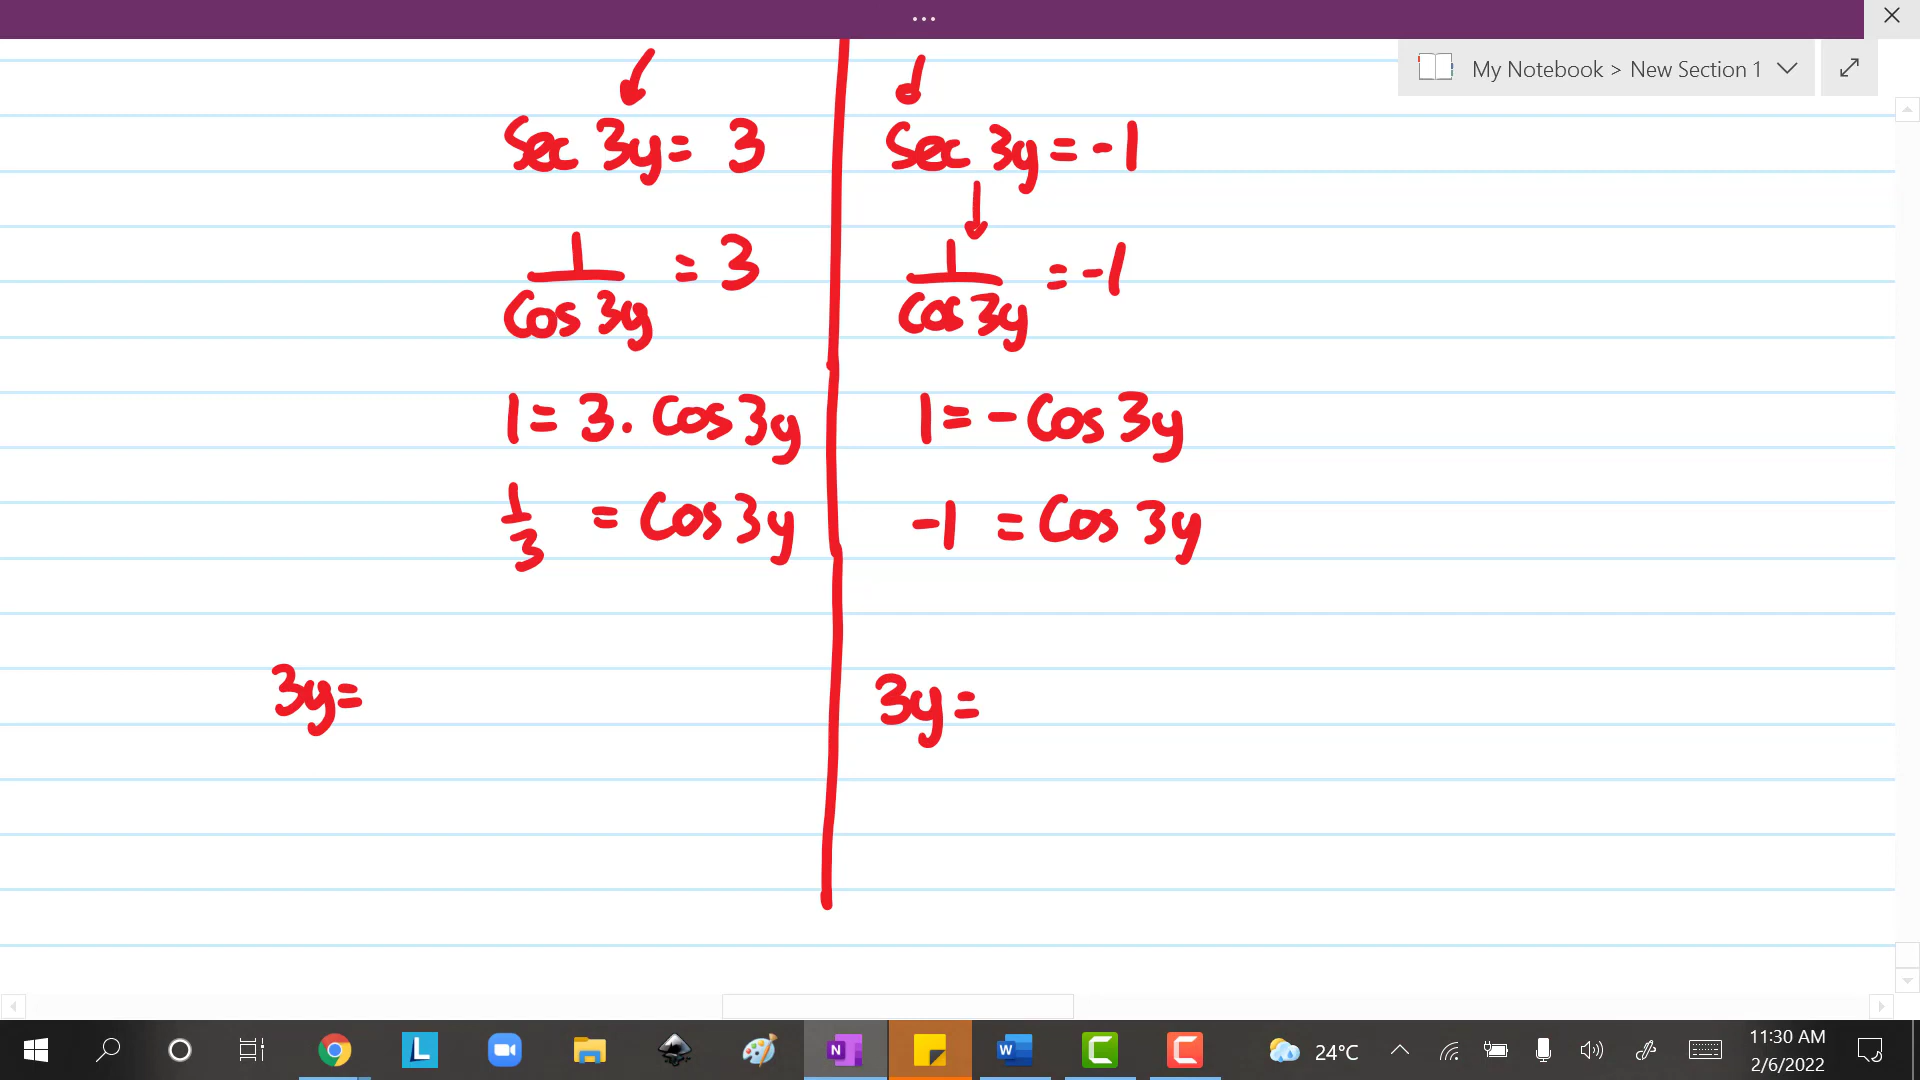 ...
My Notebook > New Section 1
Sec 3y = 3
1/Cos 3y = 3
1 = 3. Cos 3y
1/3 = Cos 3y
3y=
Sec 3y = -1
1/Cos 3y = -1
1 = - Cos 3y
-1 = Cos 3y
3y =
L
N
W
24°C
11:30 AM
2/6/2022